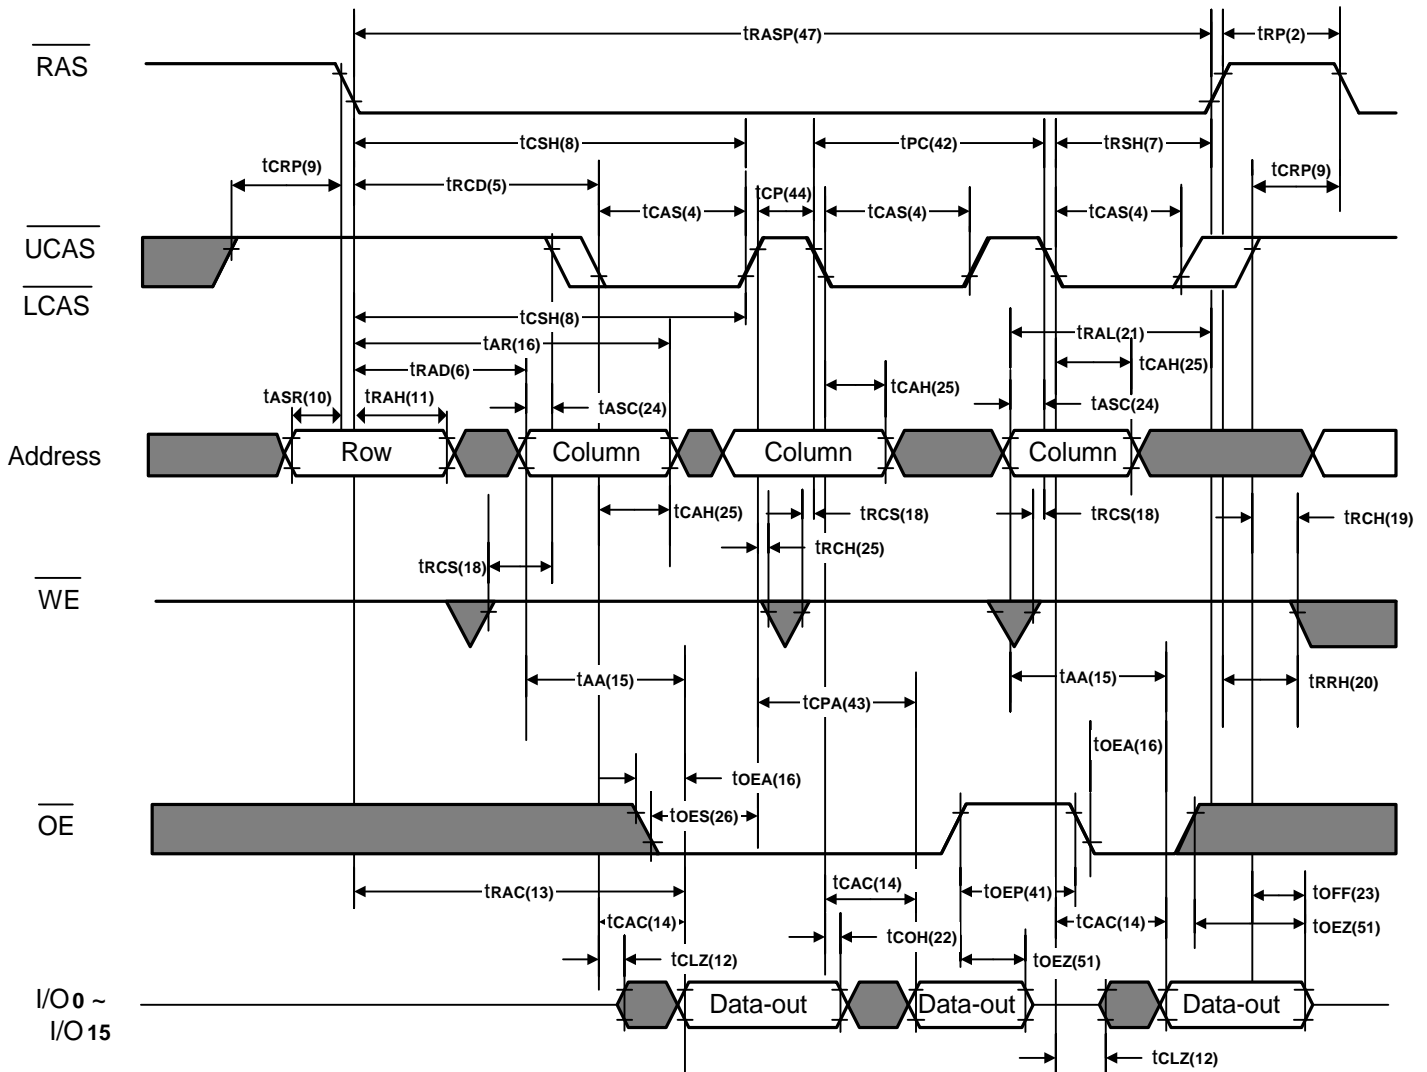 tRASP(47)
tRP(2)
RAS
tCSH(8)
tPC(42)
tRSH(7)
tCRP(9)
tRCD(5)
tCP(44)
tCRP(9)
tCAS(4)
tCAS(4)
tCAS(4)
UCAS
LCAS
tCSH(8)
tRAL(21)
tAR(16)
tRAD(6)
tCAH(25)
tCAH(25)
tASR(10)
tRAH(11)
tASC(24)
tASC(24)
Address
Row
Column
Column
Column
tCAH(25)
tRCS(18)
tRCS(18)
tRCH(19)
tRCH(25)
tRCS(18)
WE
tAA(15)
tAA(15)
tRRH(20)
tCPA(43)
tOEA(16)
tOEA(16)
OE
tOES(26)
tCAC(14)
tRAC(13)
tOEP(41)
tOFF(23)
tCAC(14)
tCAC(14)
tOEZ(51)
tCOH(22)
tCLZ(12)
tOEZ(51)
I/O0 ~
I/O15
Data-out
Data-out
Data-out
tCLZ(12)